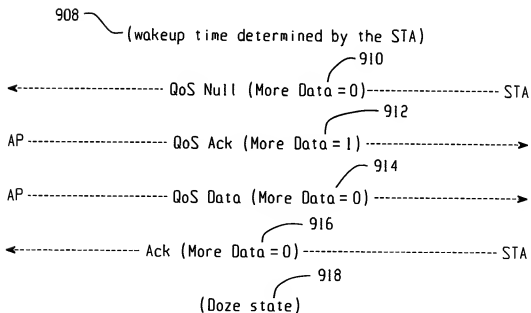 908
(wakeup time determined by the STA)
910
QoS Null (More Data = 0) STA
912
AP QoS Ack (More Data = 1)
914
AP QoS Data (More Data = 0)
916
Ack (More Data = 0) STA
918
(Doze state)